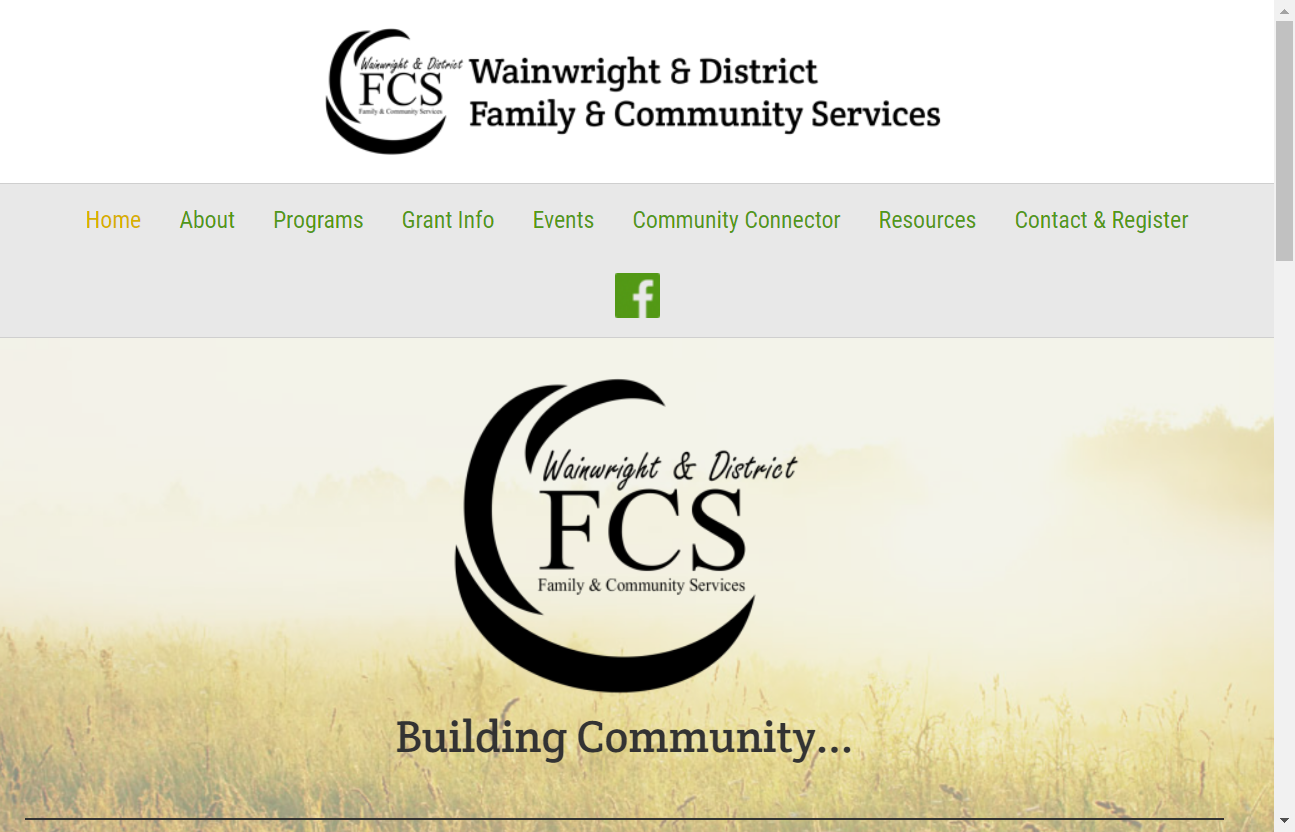 Wainwright & District
FCS
Family & Community Services
Wainwright & District
Family & Community Services
Home About Programs Grant Info Events Community Connector Resources Contact & Register
f
Wainwright & District
FCS
Family & Community Services
Building Community...